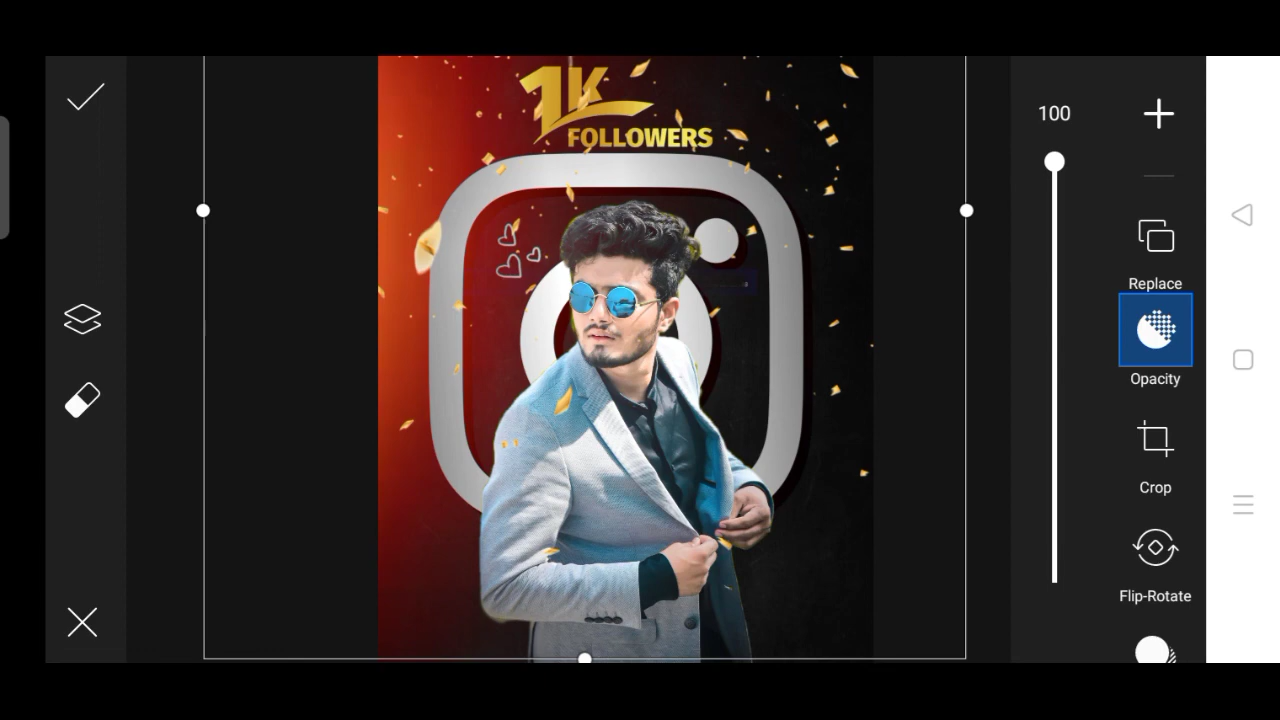 1K
FOLLOWERS
100
Replace
Opacity
Crop
Flip-Rotate